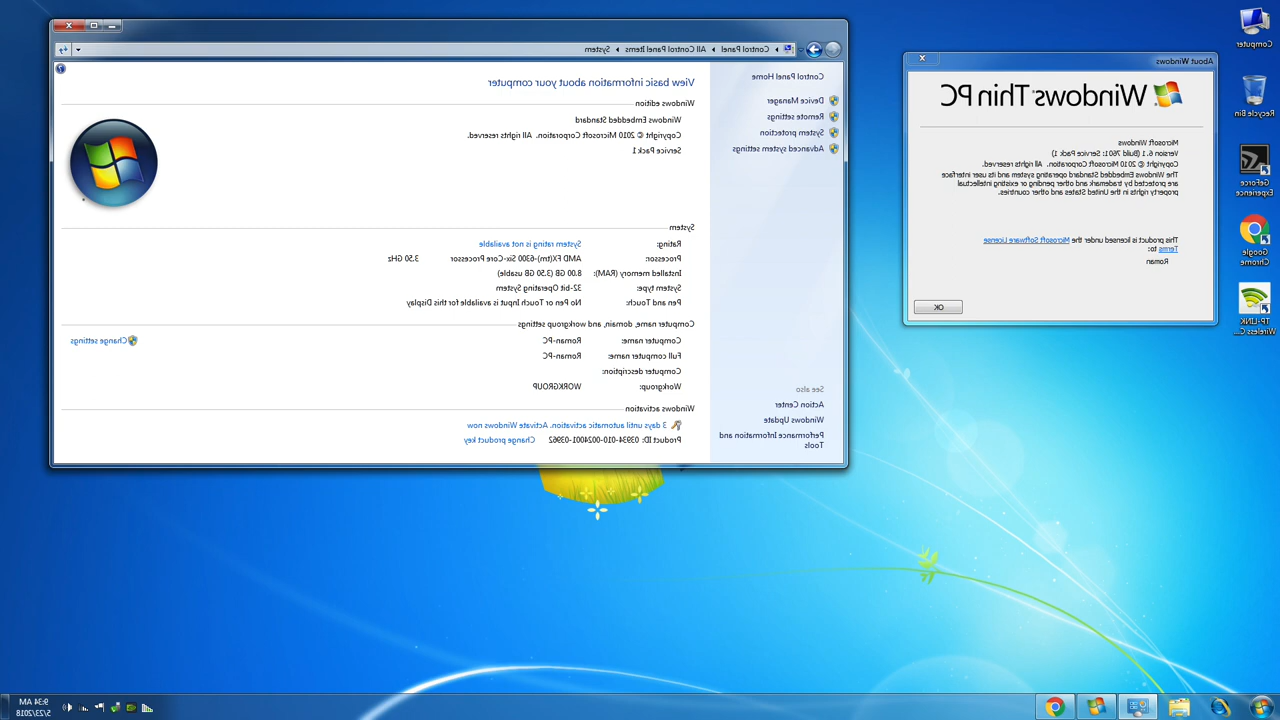 Computer
Recycle Bin
GeForce
Experience
Google
Chrome
TP-LINK
Wireless C...
About Windows
Windows Thin PC
Microsoft Windows
Version 6.1 (Build 7601: Service Pack 1)
Copyright © 2010 Microsoft Corporation. All rights reserved.
The Windows Embedded Standard operating system and its user interface
are protected by trademark and other pending or existing intellectual
property rights in the United States and other countries.
This product is licensed under the Microsoft Software License
Terms to:
Roman
OK
Control Panel
All Control Panel Items
System
Control Panel Home
Device Manager
Remote settings
System protection
Advanced system settings
See also
Action Center
Windows Update
Performance Information and
Tools
View basic information about your computer
Windows edition
Windows Embedded Standard
Copyright © 2010 Microsoft Corporation. All rights reserved.
Service Pack 1
System
Rating: System rating is not available
Processor: AMD FX(tm)-6300 Six-Core Processor 3.50 GHz
Installed memory (RAM): 8.00 GB (3.50 GB usable)
System type: 32-bit Operating System
Pen and Touch: No Pen or Touch Input is available for this Display
Computer name, domain, and workgroup settings
Computer name: Roman-PC
Change settings
Full computer name: Roman-PC
Computer description:
Workgroup: WORKGROUP
Windows activation
3 days until automatic activation. Activate Windows now
Product ID: 03934-010-0024001-03962 Change product key
9:34 AM
5/23/2018